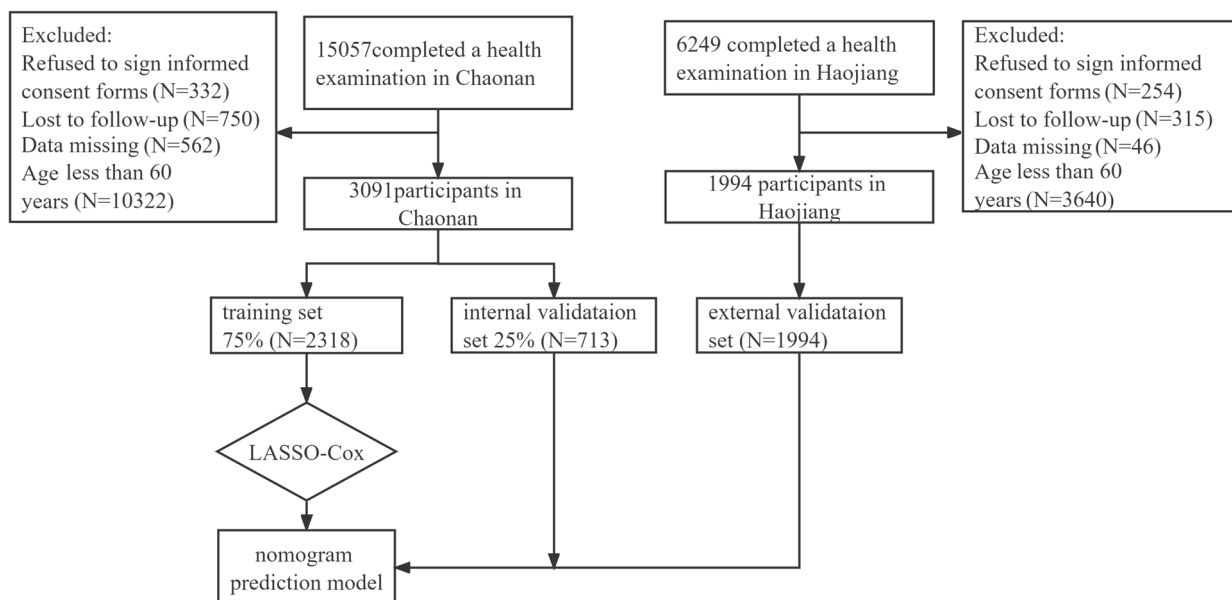 Excluded:
Refused to sign informed
consent forms (N=332)
Lost to follow-up (N=750)
Data missing (N=562)
Age less than 60
years (N=10322)
15057completed a health
examination in Chaonan
6249 completed a health
examination in Haojiang
Excluded:
Refused to sign informed
consent forms (N=254)
Lost to follow-up (N=315)
Data missing (N=46)
Age less than 60
years (N=3640)
3091participants in
Chaonan
1994 participants in
Haojiang
training set
75% (N=2318)
internal validataion
set 25% (N=713)
external validataion
set (N=1994)
LASSO-Cox
nomogram
prediction model